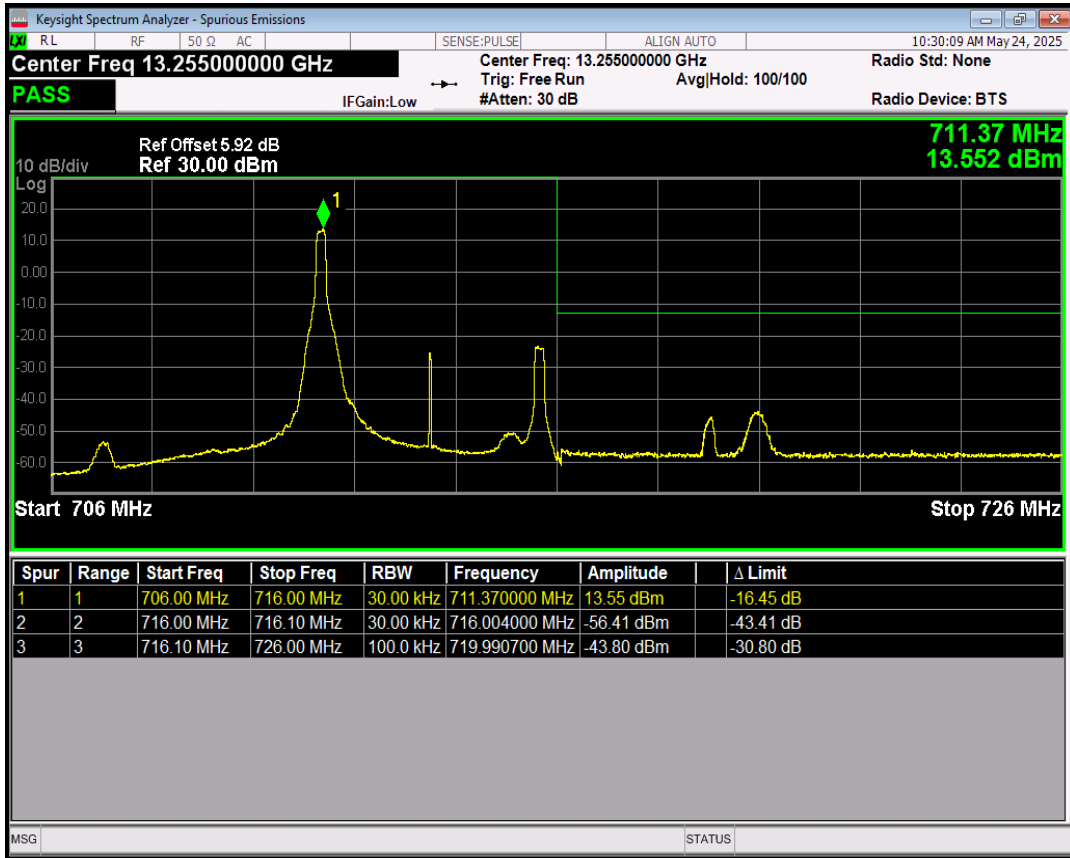 Keysight Spectrum Analyzer - Spurious Emissions
LXI RL RF 50 Ω AC SENSE:PULSE ALIGN AUTO 10:30:09 AM May 24, 2025
Center Freq 13.255000000 GHz Center Freq: 13.255000000 GHz Radio Std: None
Trig: Free Run Avg|Hold: 100/100
PASS IFGain:Low #Atten: 30 dB Radio Device: BTS
711.37 MHz
Ref Offset 5.92 dB
10 dB/div Ref 30.00 dBm 13.552 dBm
Log
1
20.0
10.0
0.00
-10.0
-20.0
-30.0
-40.0
-50.0
-60.0
Start 706 MHz Stop 726 MHz
Spur Range Start Freq Stop Freq RBW Frequency Amplitude Δ Limit
1 1 706.00 MHz 716.00 MHz 30.00 kHz 711.370000 MHz 13.55 dBm -16.45 dB
2 2 716.00 MHz 716.10 MHz 30.00 kHz 716.004000 MHz -56.41 dBm -43.41 dB
3 3 716.10 MHz 726.00 MHz 100.0 kHz 719.990700 MHz -43.80 dBm -30.80 dB
MSG STATUS